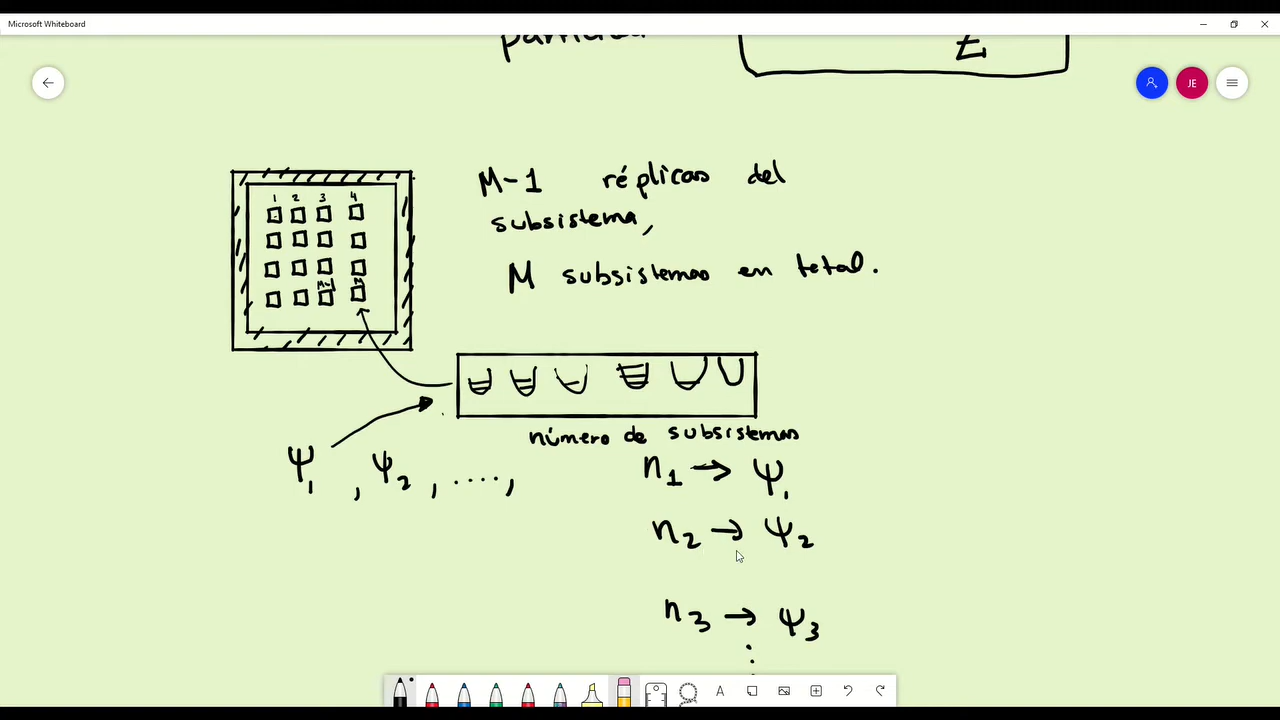 Microsoft Whiteboard
partícula
Z
JE
M-1 réplicas del
subsistema,
M subsistemas en total.
1 2 3 4
M-1 M
número de subsistemas
ψ₁, ψ₂, ....,
n₁ → ψ₁
n₂ → ψ₂
n₃ → ψ₃
⋮
A